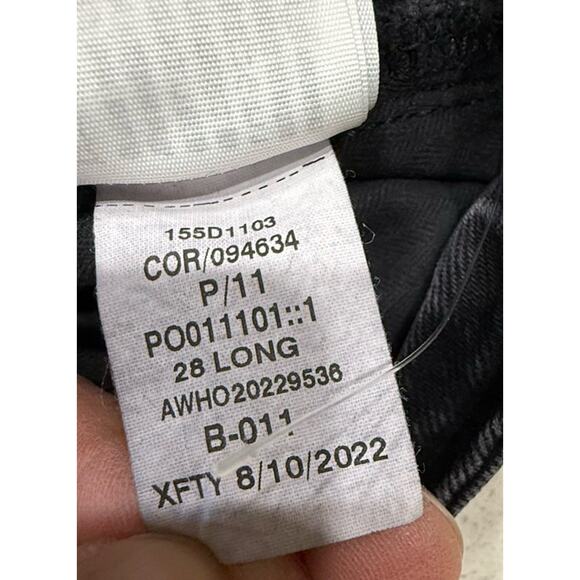 155D1103
COR/094634
P/11
PO011101::1
28 LONG
AWHO20229536
B-011
XFTY 8/10/2022